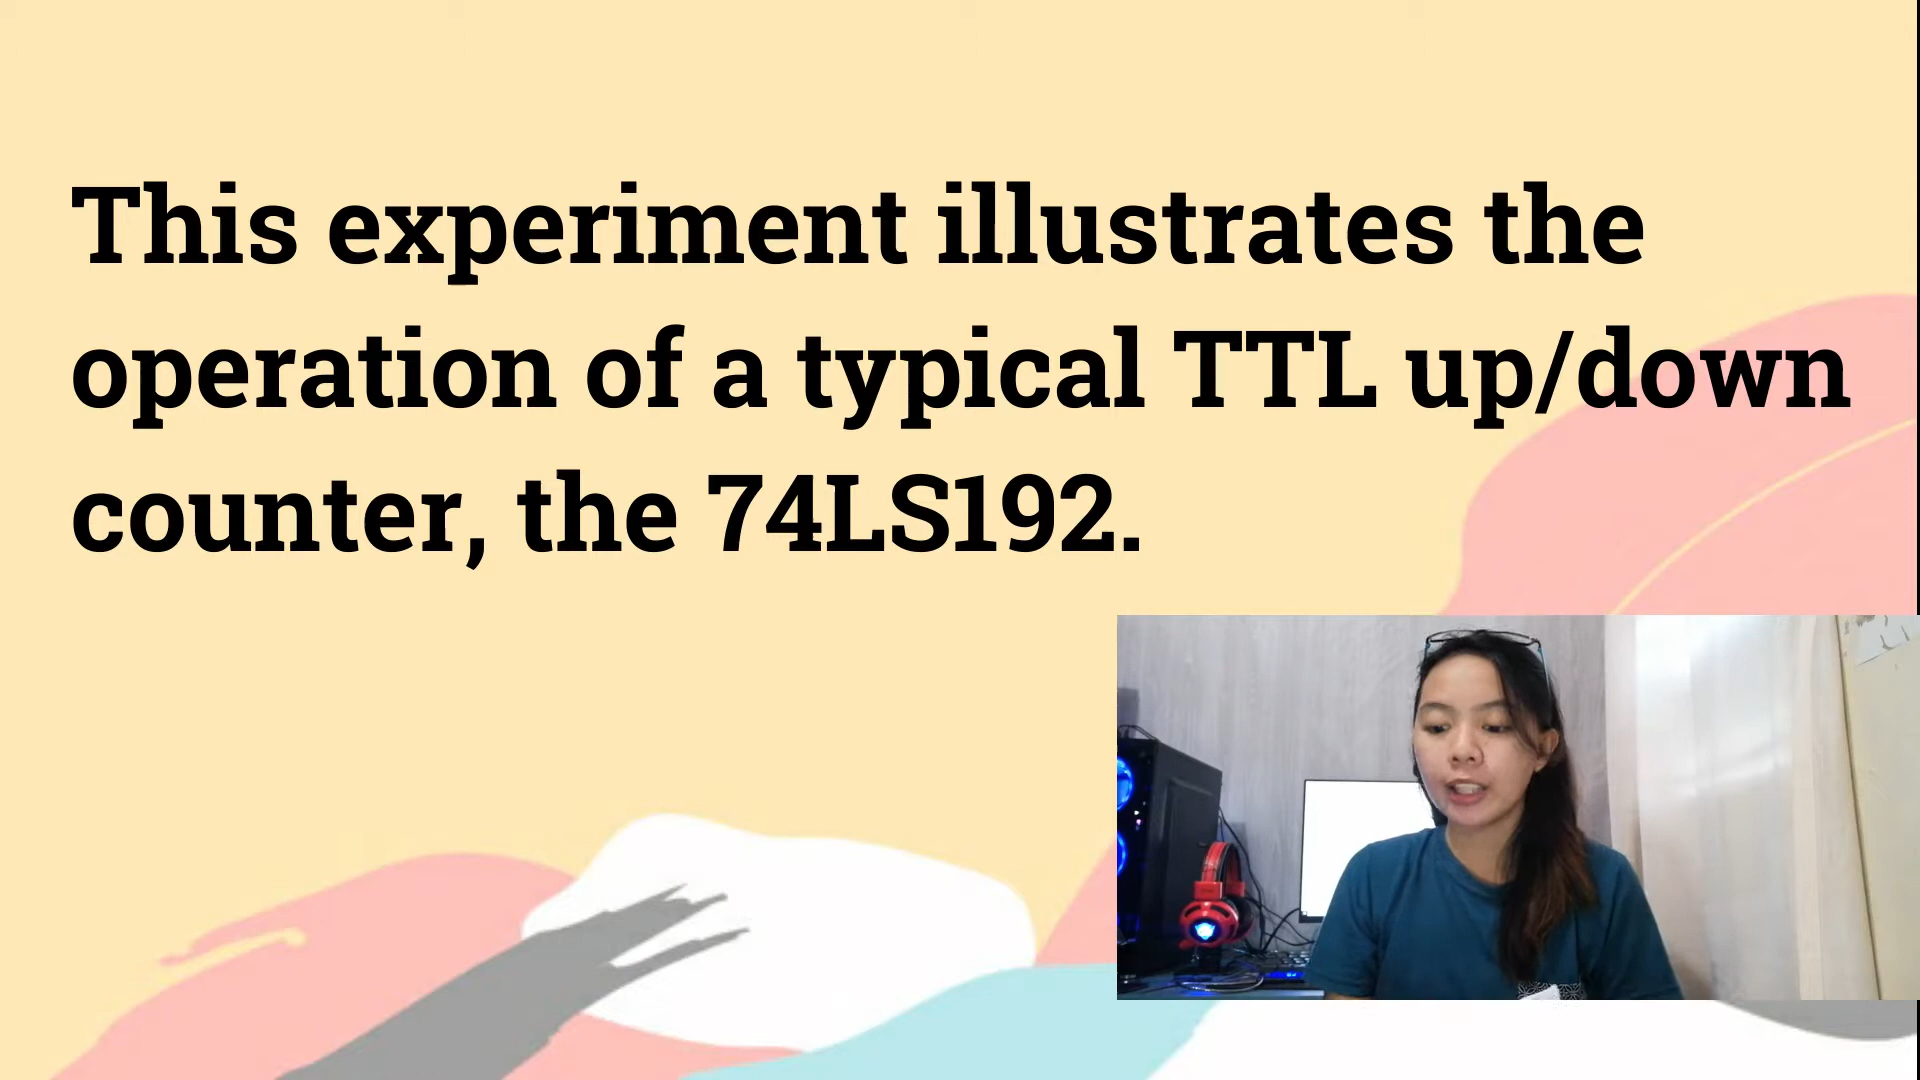 This experiment illustrates the
operation of a typical TTL up/down
counter, the 74LS192.